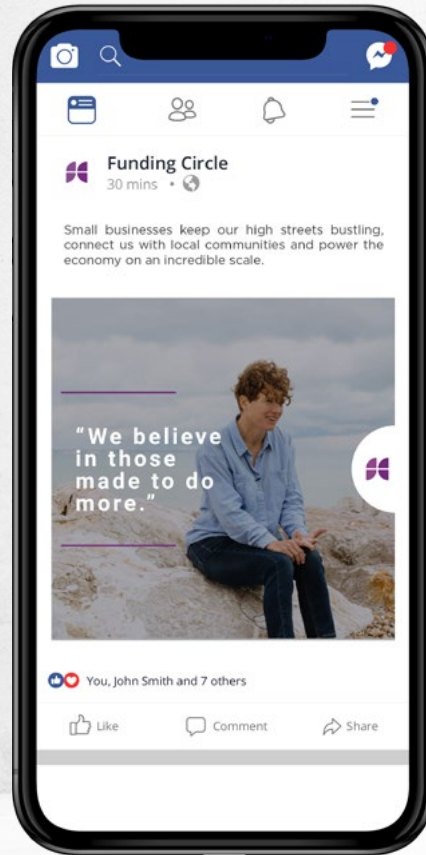 Funding Circle
30 mins
Small businesses keep our high streets bustling,
connect us with local communities and power the
economy on an incredible scale.
“We believe
in those
made to do
more.”
You, John Smith and 7 others
Like Comment Share